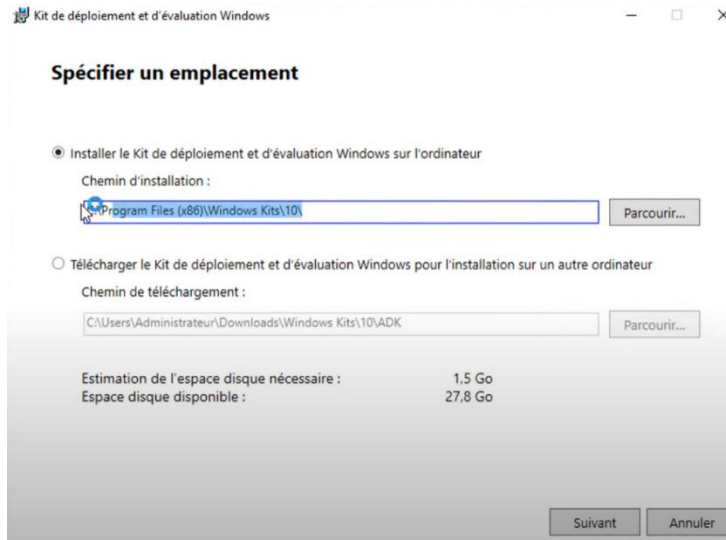 Kit de déploiement et d'évaluation Windows
Spécifier un emplacement
Installer le Kit de déploiement et d'évaluation Windows sur l'ordinateur
Chemin d'installation :
\Program Files (x86)\Windows Kits\10\
Parcourir...
Télécharger le Kit de déploiement et d'évaluation Windows pour l'installation sur un autre ordinateur
Chemin de téléchargement :
C:\Users\Administrateur\Downloads\Windows Kits\10\ADK
Parcourir...
Estimation de l'espace disque nécessaire : 1,5 Go
Espace disque disponible : 27,8 Go
Suivant Annuler